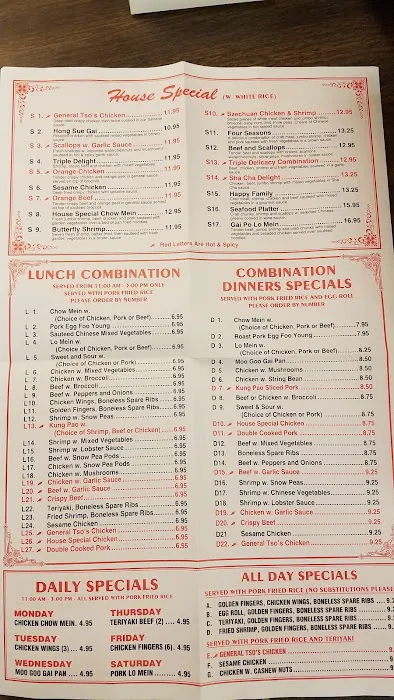 House Special (W. WHITE RICE)
S 1. General Tso's Chicken 11.95
S 2. Hong Sue Gai 10.95
S 3. Scallops w. Garlic Sauce 11.95
S 4. Triple Delight 11.95
S 5. Orange Chicken 11.95
S 6. Sesame Chicken 11.95
S 7. Orange Beef 11.95
S 8. House Special Chow Mein 12.95
S 9. Butterfly Shrimp 11.95
S10. Szechuan Chicken & Shrimp 12.95
S11. Four Seasons 13.25
S12. Beef and Scallops 12.95
S13. Triple Delicacy Combination 12.95
S14. Sha Cha Delight 13.25
S15. Happy Family 13.95
S16. Seafood Platter 15.95
S17. Gai Po Lo Mein 16.95
Red Letters Are Hot & Spicy
LUNCH COMBINATION
SERVED FROM 11:00 AM - 3:00 PM ONLY
SERVED WITH PORK FRIED RICE
PLEASE ORDER BY NUMBER
L 1. Chow Mein w.
(Choice of Chicken, Pork or Beef) 6.95
L 2. Pork Egg Foo Young 6.95
L 3. Sauteed Chinese Mixed Vegetables 6.95
L 4. Lo Mein w.
(Choice of Chicken, Pork or Beef) 6.95
L 5. Sweet and Sour w.
(Choice of Chicken or Pork) 6.95
L 6. Chicken w. Mixed Vegetables 6.95
L 7. Chicken w. Broccoli 6.95
L 8. Beef w. Broccoli 6.95
L 9. Beef w. Peppers and Onions 6.95
L10. Chicken Wings, Boneless Spare Ribs 6.95
L11. Golden Fingers, Boneless Spare Ribs 6.95
L12. Shrimp w. Snow Peas 6.95
L13. Kung Pao w.
(Choice of Shrimp, Beef or Chicken) 6.95
L14. Shrimp w. Mixed Vegetables 6.95
L15. Shrimp w. Lobster Sauce 6.95
L16. Beef w. Snow Pea Pods 6.95
L17. Chicken w. Snow Pea Pods 6.95
L18. Chicken w. Mushrooms 6.95
L19. Chicken w. Garlic Sauce 6.95
L20. Beef w. Garlic Sauce 6.95
L21. Crispy Beef 6.95
L22. Teriyaki, Boneless Spare Ribs 6.95
L23. Fried Shrimp, Boneless Spare Ribs 6.95
L24. Sesame Chicken 6.95
L25. General Tso's Chicken 6.95
L26. House Special Chicken 6.95
L27. Double Cooked Pork 6.95
COMBINATION
DINNERS SPECIALS
SERVED WITH PORK FRIED RICE AND EGG ROLL
PLEASE ORDER BY NUMBER
D 1. Chow Mein w.
(Choice of Chicken, Pork or Beef) 7.95
D 2. Roast Pork Egg Foo Young 7.95
D 3. Lo Mein w.
(Choice of Chicken, Pork or Beef) 8.25
D 4. Moo Goo Gai Pan 8.50
D 5. Chicken w. Mushrooms 8.50
D 6. Chicken w. String Bean 8.50
D 7. Kung Pao Sliced Pork 8.50
D 8. Beef or Chicken w. Broccoli 8.75
D 9. Sweet & Sour w.
(Choice of Chicken or Pork) 8.75
D10. House Special Chicken 8.75
D11. Double Cooked Pork 8.75
D12. Beef w. Mixed Vegetables 8.75
D13. Boneless Spare Ribs 8.75
D14. Beef w. Peppers and Onions 8.75
D15. Beef w. Garlic Sauce 8.75
D16. Shrimp w. Snow Peas 9.25
D17. Shrimp w. Chinese Vegetables 9.25
D18. Shrimp w. Lobster Sauce 9.25
D19. Chicken w. Garlic Sauce 9.25
D20. Crispy Beef 9.25
D21. Sesame Chicken 9.25
D22. General Tso's Chicken 9.25
DAILY SPECIALS
11:00 AM - 3:00 PM - ALL SERVED WITH PORK FRIED RICE
MONDAY
CHICKEN CHOW MEIN. 4.95
TUESDAY
CHICKEN WINGS (3) .... 4.95
WEDNESDAY
MOO GOO GAI PAN ..... 4.95
THURSDAY
TERIYAKI BEEF (2) .... 4.95
FRIDAY
CHICKEN FINGERS (6). 4.95
SATURDAY
PORK LO MEIN 4.95
ALL DAY SPECIALS
SERVED WITH PORK FRIED RICE (NO SUBSTITUTIONS PLEASE
A. GOLDEN FINGERS, CHICKEN WINGS, BONELESS SPARE RIBS
B. EGG ROLL, GOLDEN FINGERS, BONELESS SPARE RIBS
C. TERIYAKI, GOLDEN FINGERS, BONELESS SPARE RIBS
D. FRIED SHRIMP, GOLDEN FINGERS, BONELESS SPARE RIBS
SERVED WITH PORK FRIED RICE AND TERIYAKI
E. GENERAL TSO'S CHICKEN
F. SESAME CHICKEN
G. CHICKEN W. CASHEW NUTS